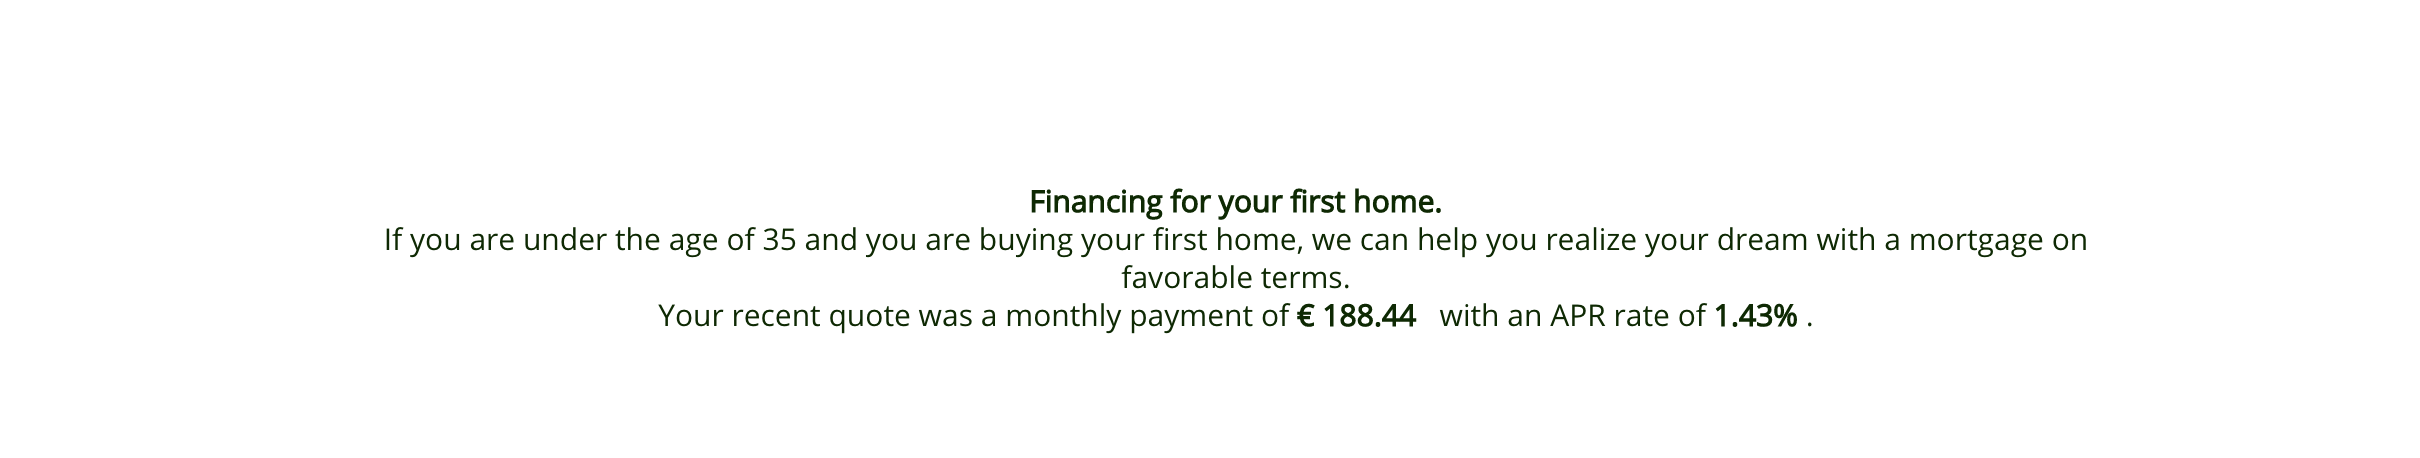 Financing for your first home.
If you are under the age of 35 and you are buying your first home, we can help you realize your dream with a mortgage on
favorable terms.
Your recent quote was a monthly payment of € 188.44 with an APR rate of 1.43% .